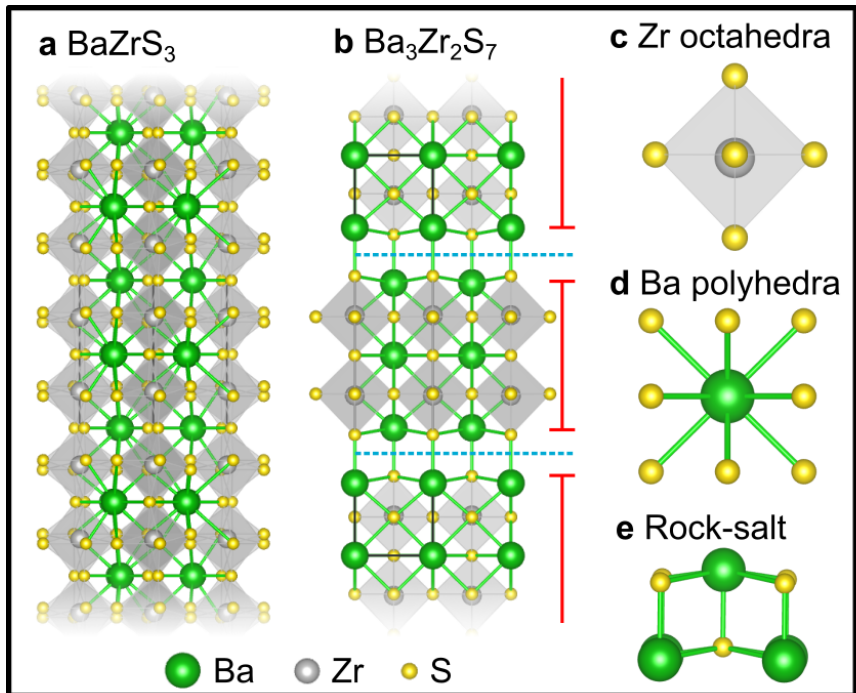 a BaZrS₃
b Ba₃Zr₂S₇
c Zr octahedra
d Ba polyhedra
e Rock-salt
Ba Zr S